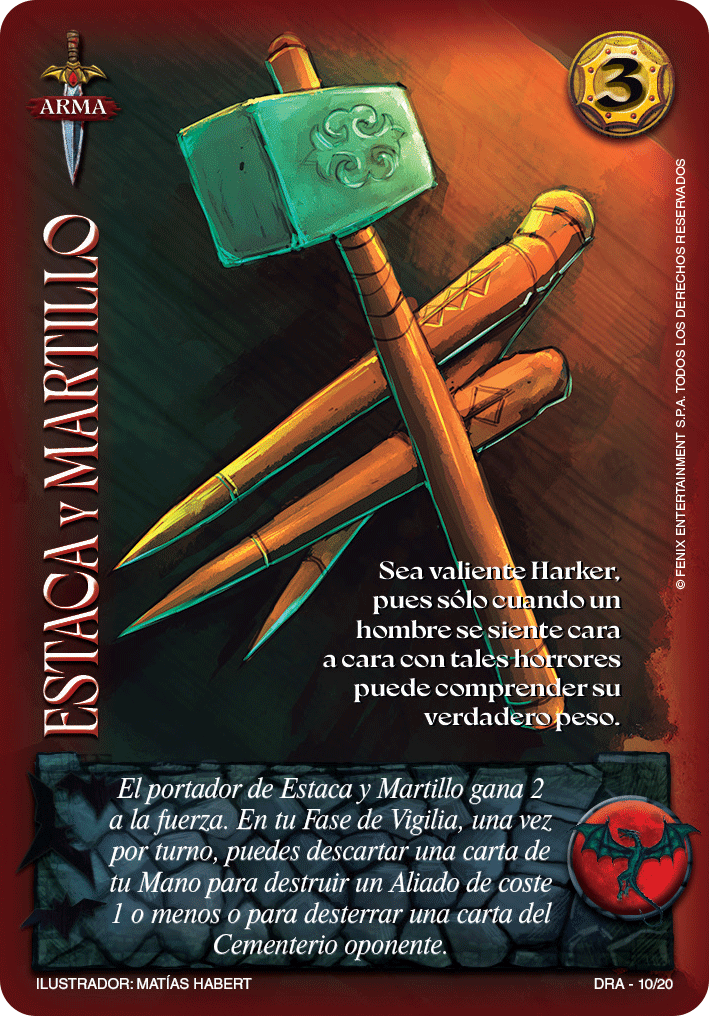 ARMA
3
ESTACA Y MARTILLO
© FENIX ENTERTAINMENT S.P.A. TODOS LOS DERECHOS RESERVADOS
Sea valiente Harker,
pues sólo cuando un
hombre se siente cara
a cara con tales horrores
puede comprender su
verdadero peso.
El portador de Estaca y Martillo gana 2
a la fuerza. En tu Fase de Vigilia, una vez
por turno, puedes descartar una carta de
tu Mano para destruir un Aliado de coste
1 o menos o para desterrar una carta del
Cementerio oponente.
ILUSTRADOR: MATÍAS HABERT
DRA - 10/20